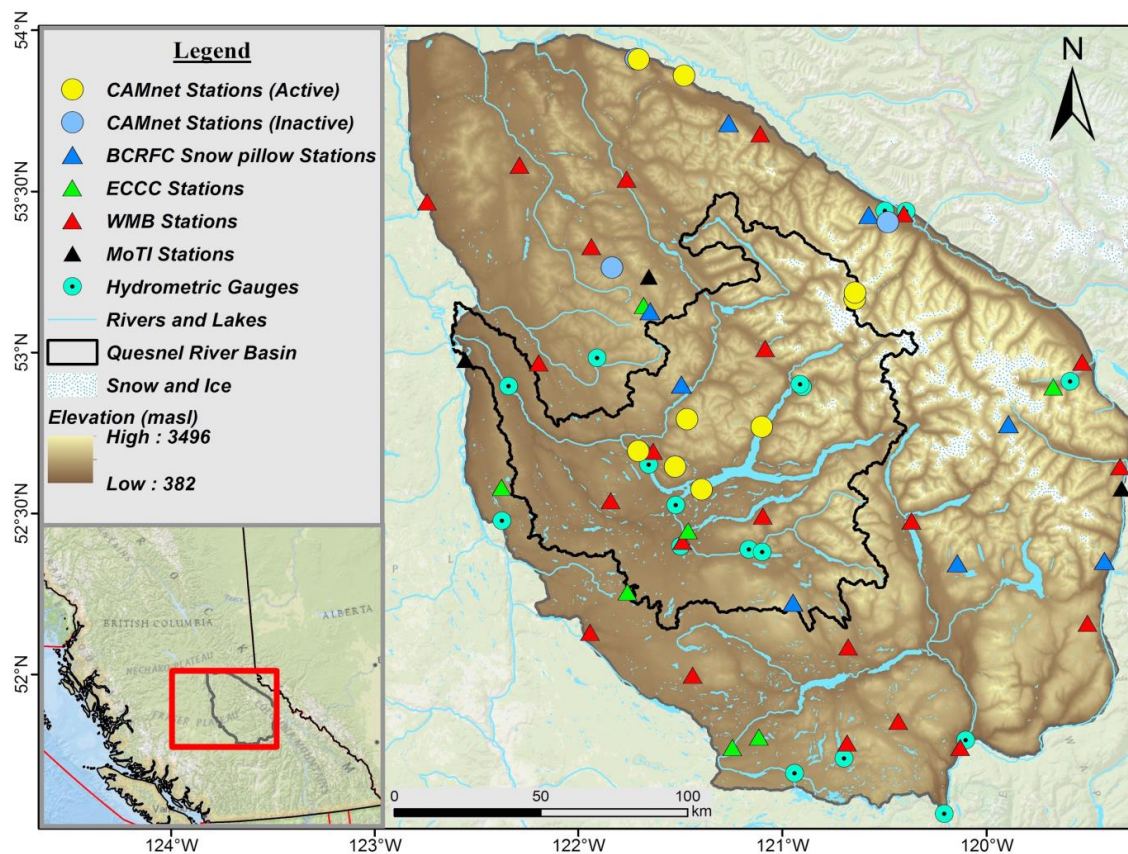 Legend
CAMnet Stations (Active)
CAMnet Stations (Inactive)
BCRFC Snow pillow Stations
ECCC Stations
WMB Stations
MoTI Stations
Hydrometric Gauges
Rivers and Lakes
Quesnel River Basin
Snow and Ice
Elevation (masl)
High : 3496
Low : 382
N
54°N
53°30'N
53°N
52°30'N
52°N
BRITISH COLUMBIA
ALBERTA
NECHAKO PLATEAU
FRASER PLATEAU
0 50 100
km
124°W 123°W 122°W 121°W 120°W